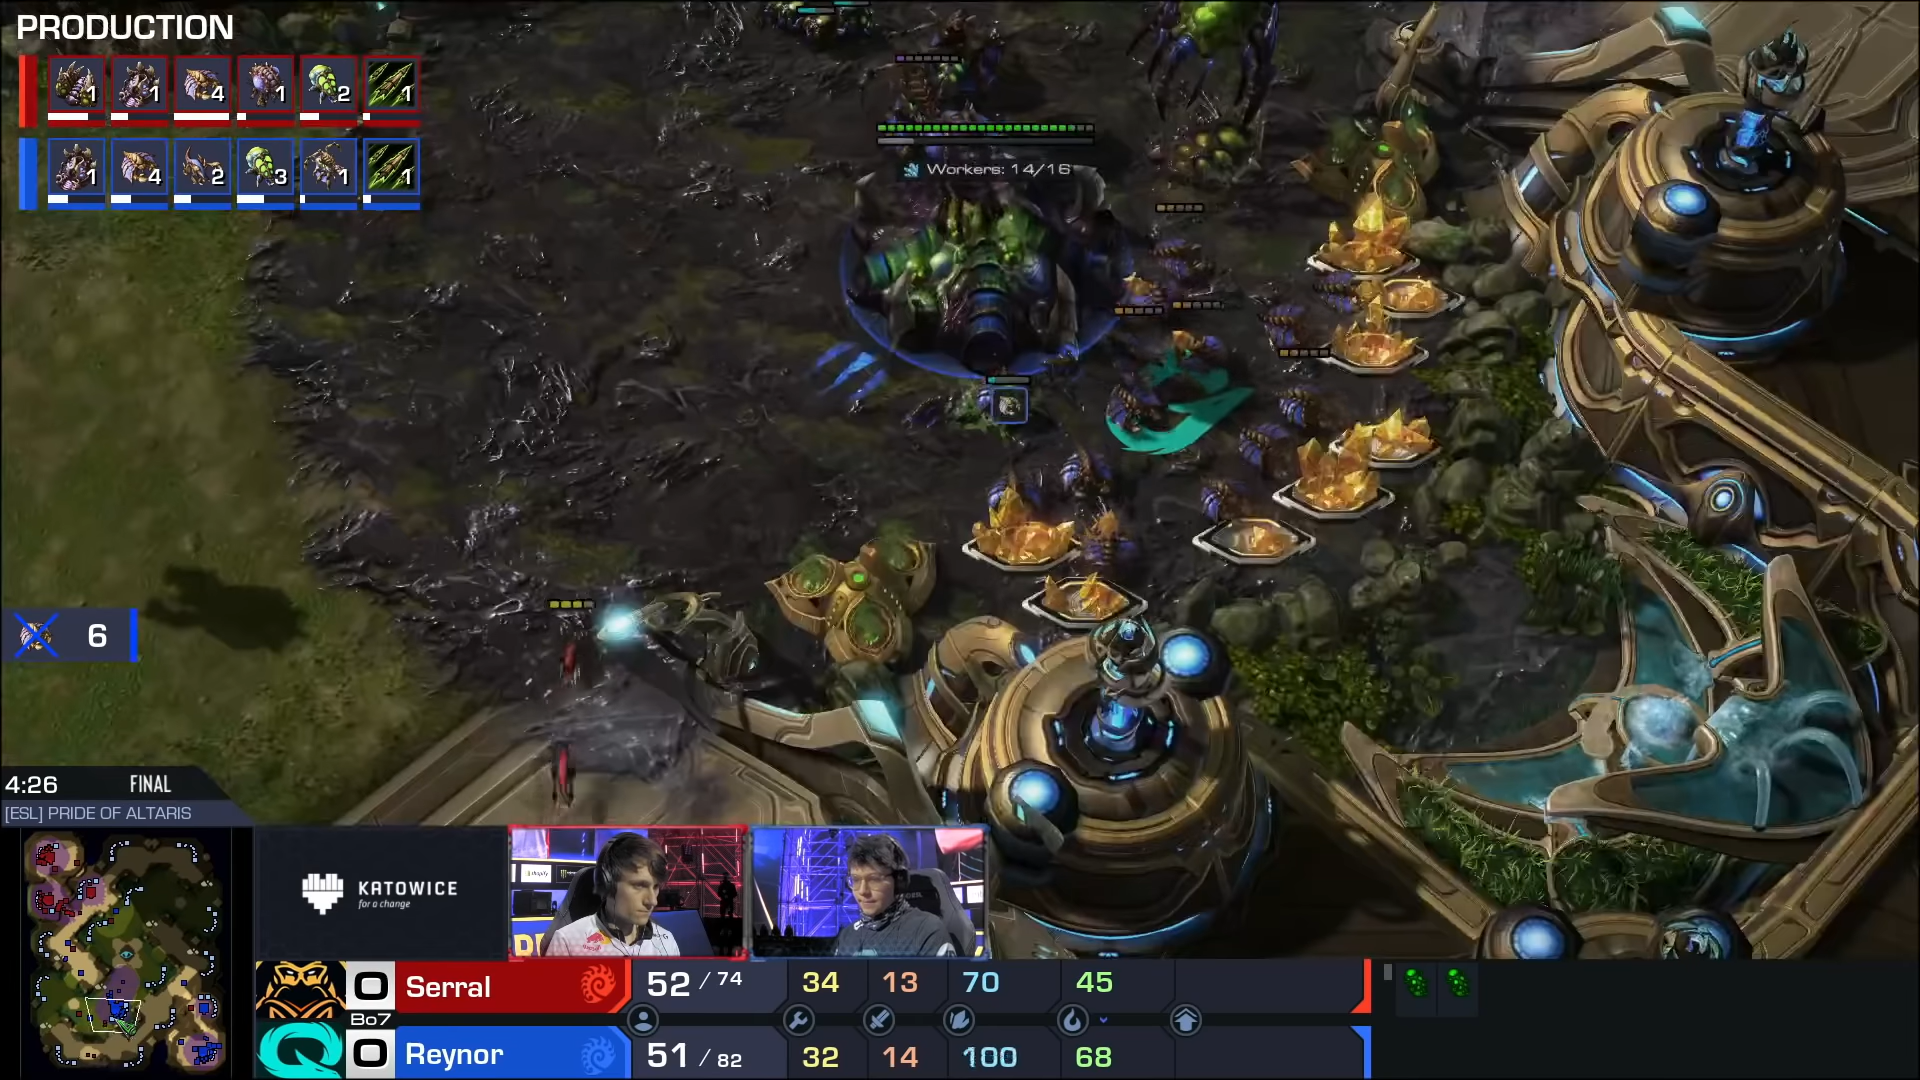 PRODUCTION
1 1 4 1 2 1
1 4 2 3 1 1
Workers: 14/16
6
4:26 FINAL
[ESL] PRIDE OF ALTARIS
KATOWICE
for a change
0 Serral 52 / 74 34 13 70 45
Bo7
0 Reynor 51 / 82 32 14 100 68